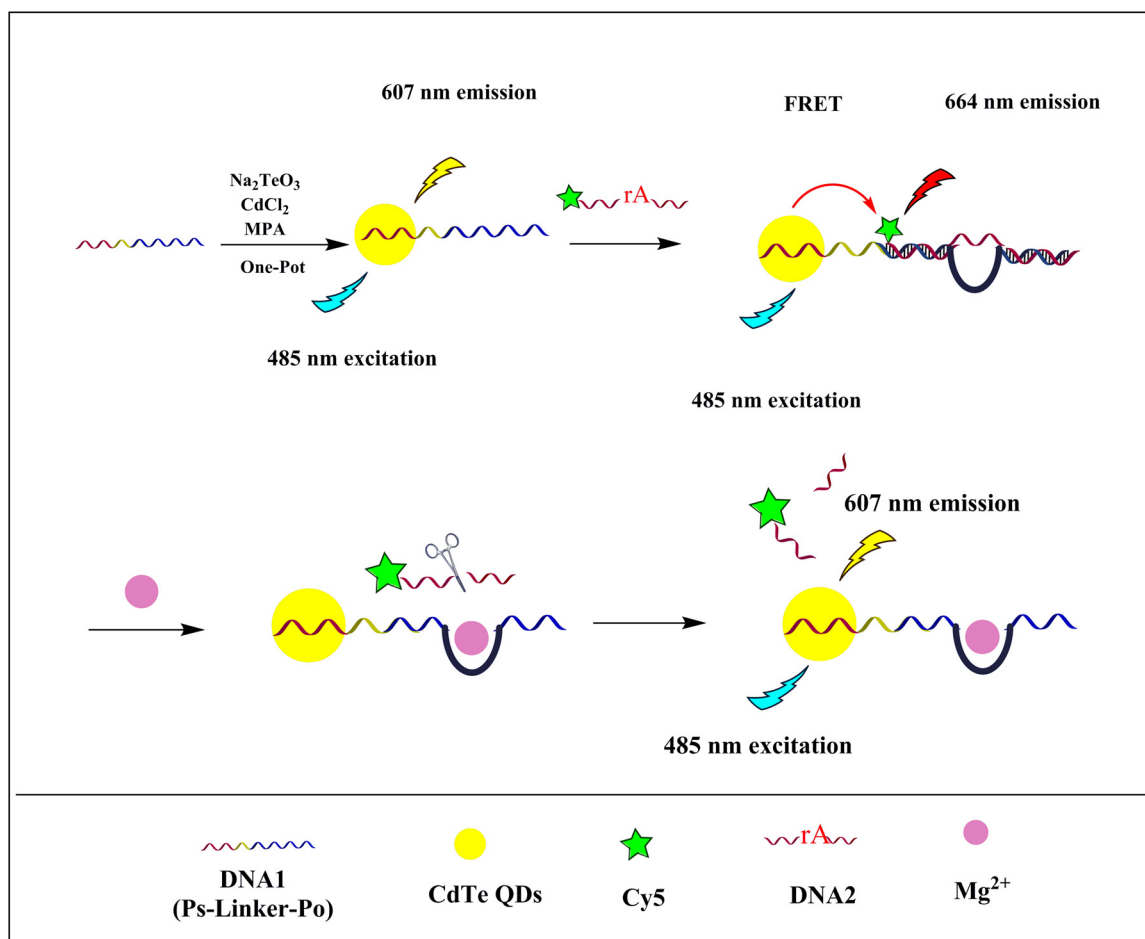 607 nm emission
FRET
664 nm emission
Na₂TeO₃
CdCl₂
MPA
One-Pot
rA
485 nm excitation
485 nm excitation
607 nm emission
485 nm excitation
rA
DNA1
(Ps-Linker-Po)
CdTe QDs
Cy5
DNA2
Mg²⁺